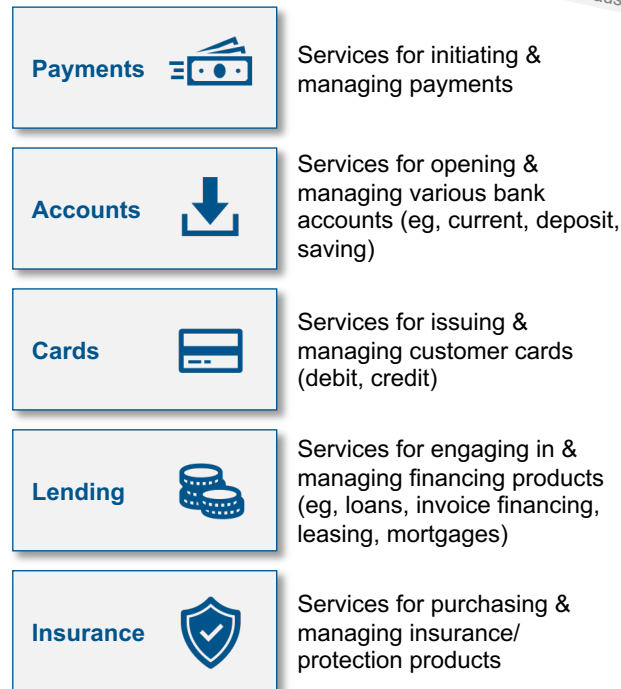 Payments
Services for initiating &
managing payments
Accounts
Services for opening &
managing various bank
accounts (eg, current, deposit,
saving)
Cards
Services for issuing &
managing customer cards
(debit, credit)
Lending
Services for engaging in &
managing financing products
(eg, loans, invoice financing,
leasing, mortgages)
Insurance
Services for purchasing &
managing insurance/
protection products